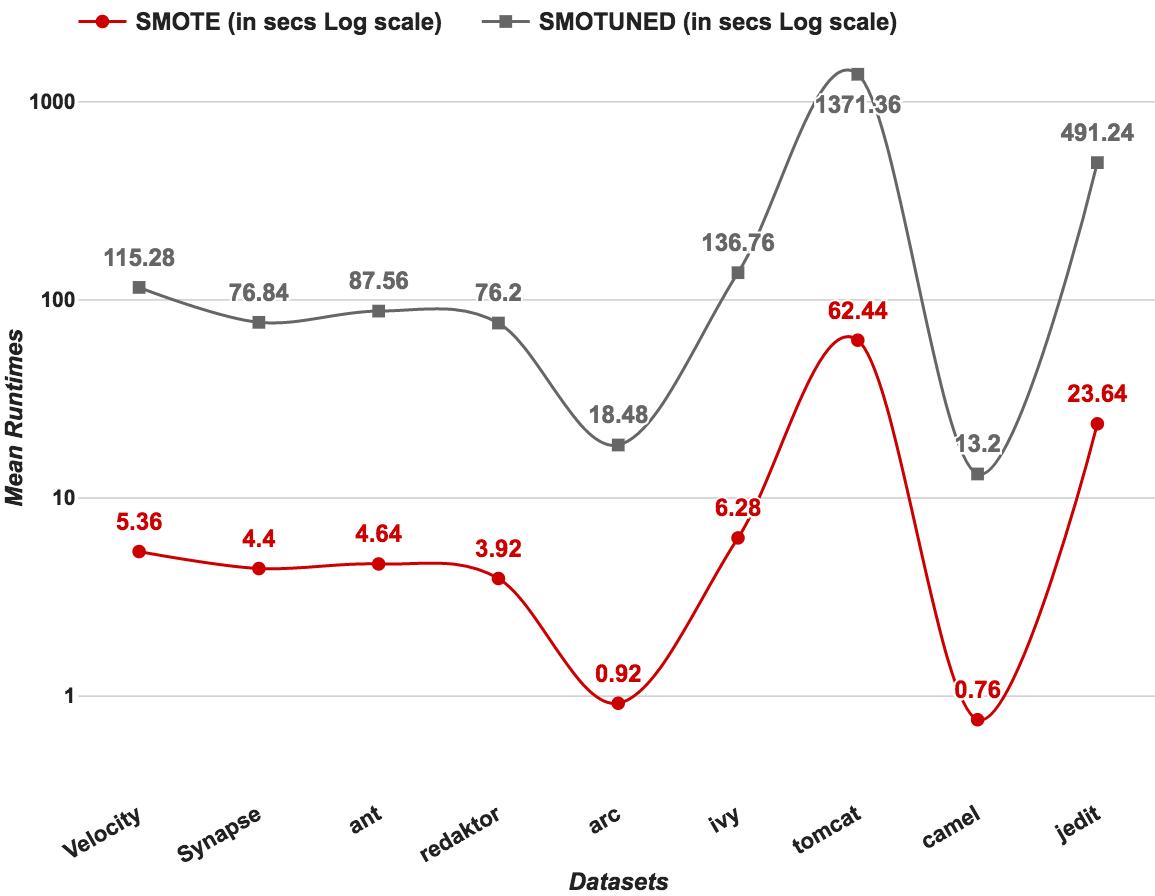 SMOTE (in secs Log scale) SMOTUNED (in secs Log scale)
1000
100
10
1
Mean Runtimes
115.28 76.84 87.56 76.2 18.48 136.76 1371.36 13.2 491.24
5.36 4.4 4.64 3.92 0.92 6.28 62.44 0.76 23.64
Velocity Synapse ant redaktor arc ivy tomcat camel jedit
Datasets